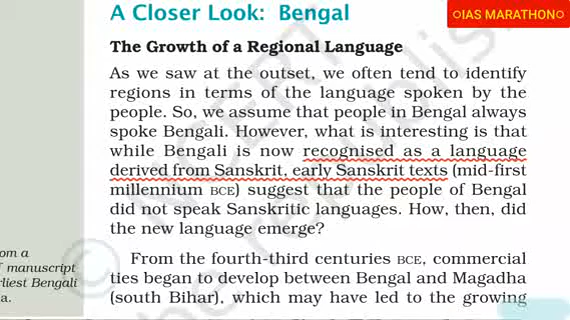 A Closer Look: Bengal
IAS MARATHON
The Growth of a Regional Language
As we saw at the outset, we often tend to identify
regions in terms of the language spoken by the
people. So, we assume that people in Bengal always
spoke Bengali. However, what is interesting is that
while Bengali is now recognised as a language
derived from Sanskrit, early Sanskrit texts (mid-first
millennium BCE) suggest that the people of Bengal
did not speak Sanskritic languages. How, then, did
the new language emerge?
From the fourth-third centuries BCE, commercial
ties began to develop between Bengal and Magadha
(south Bihar), which may have led to the growing
om a
manuscript
rliest Bengali
a.
© NCERT
republished